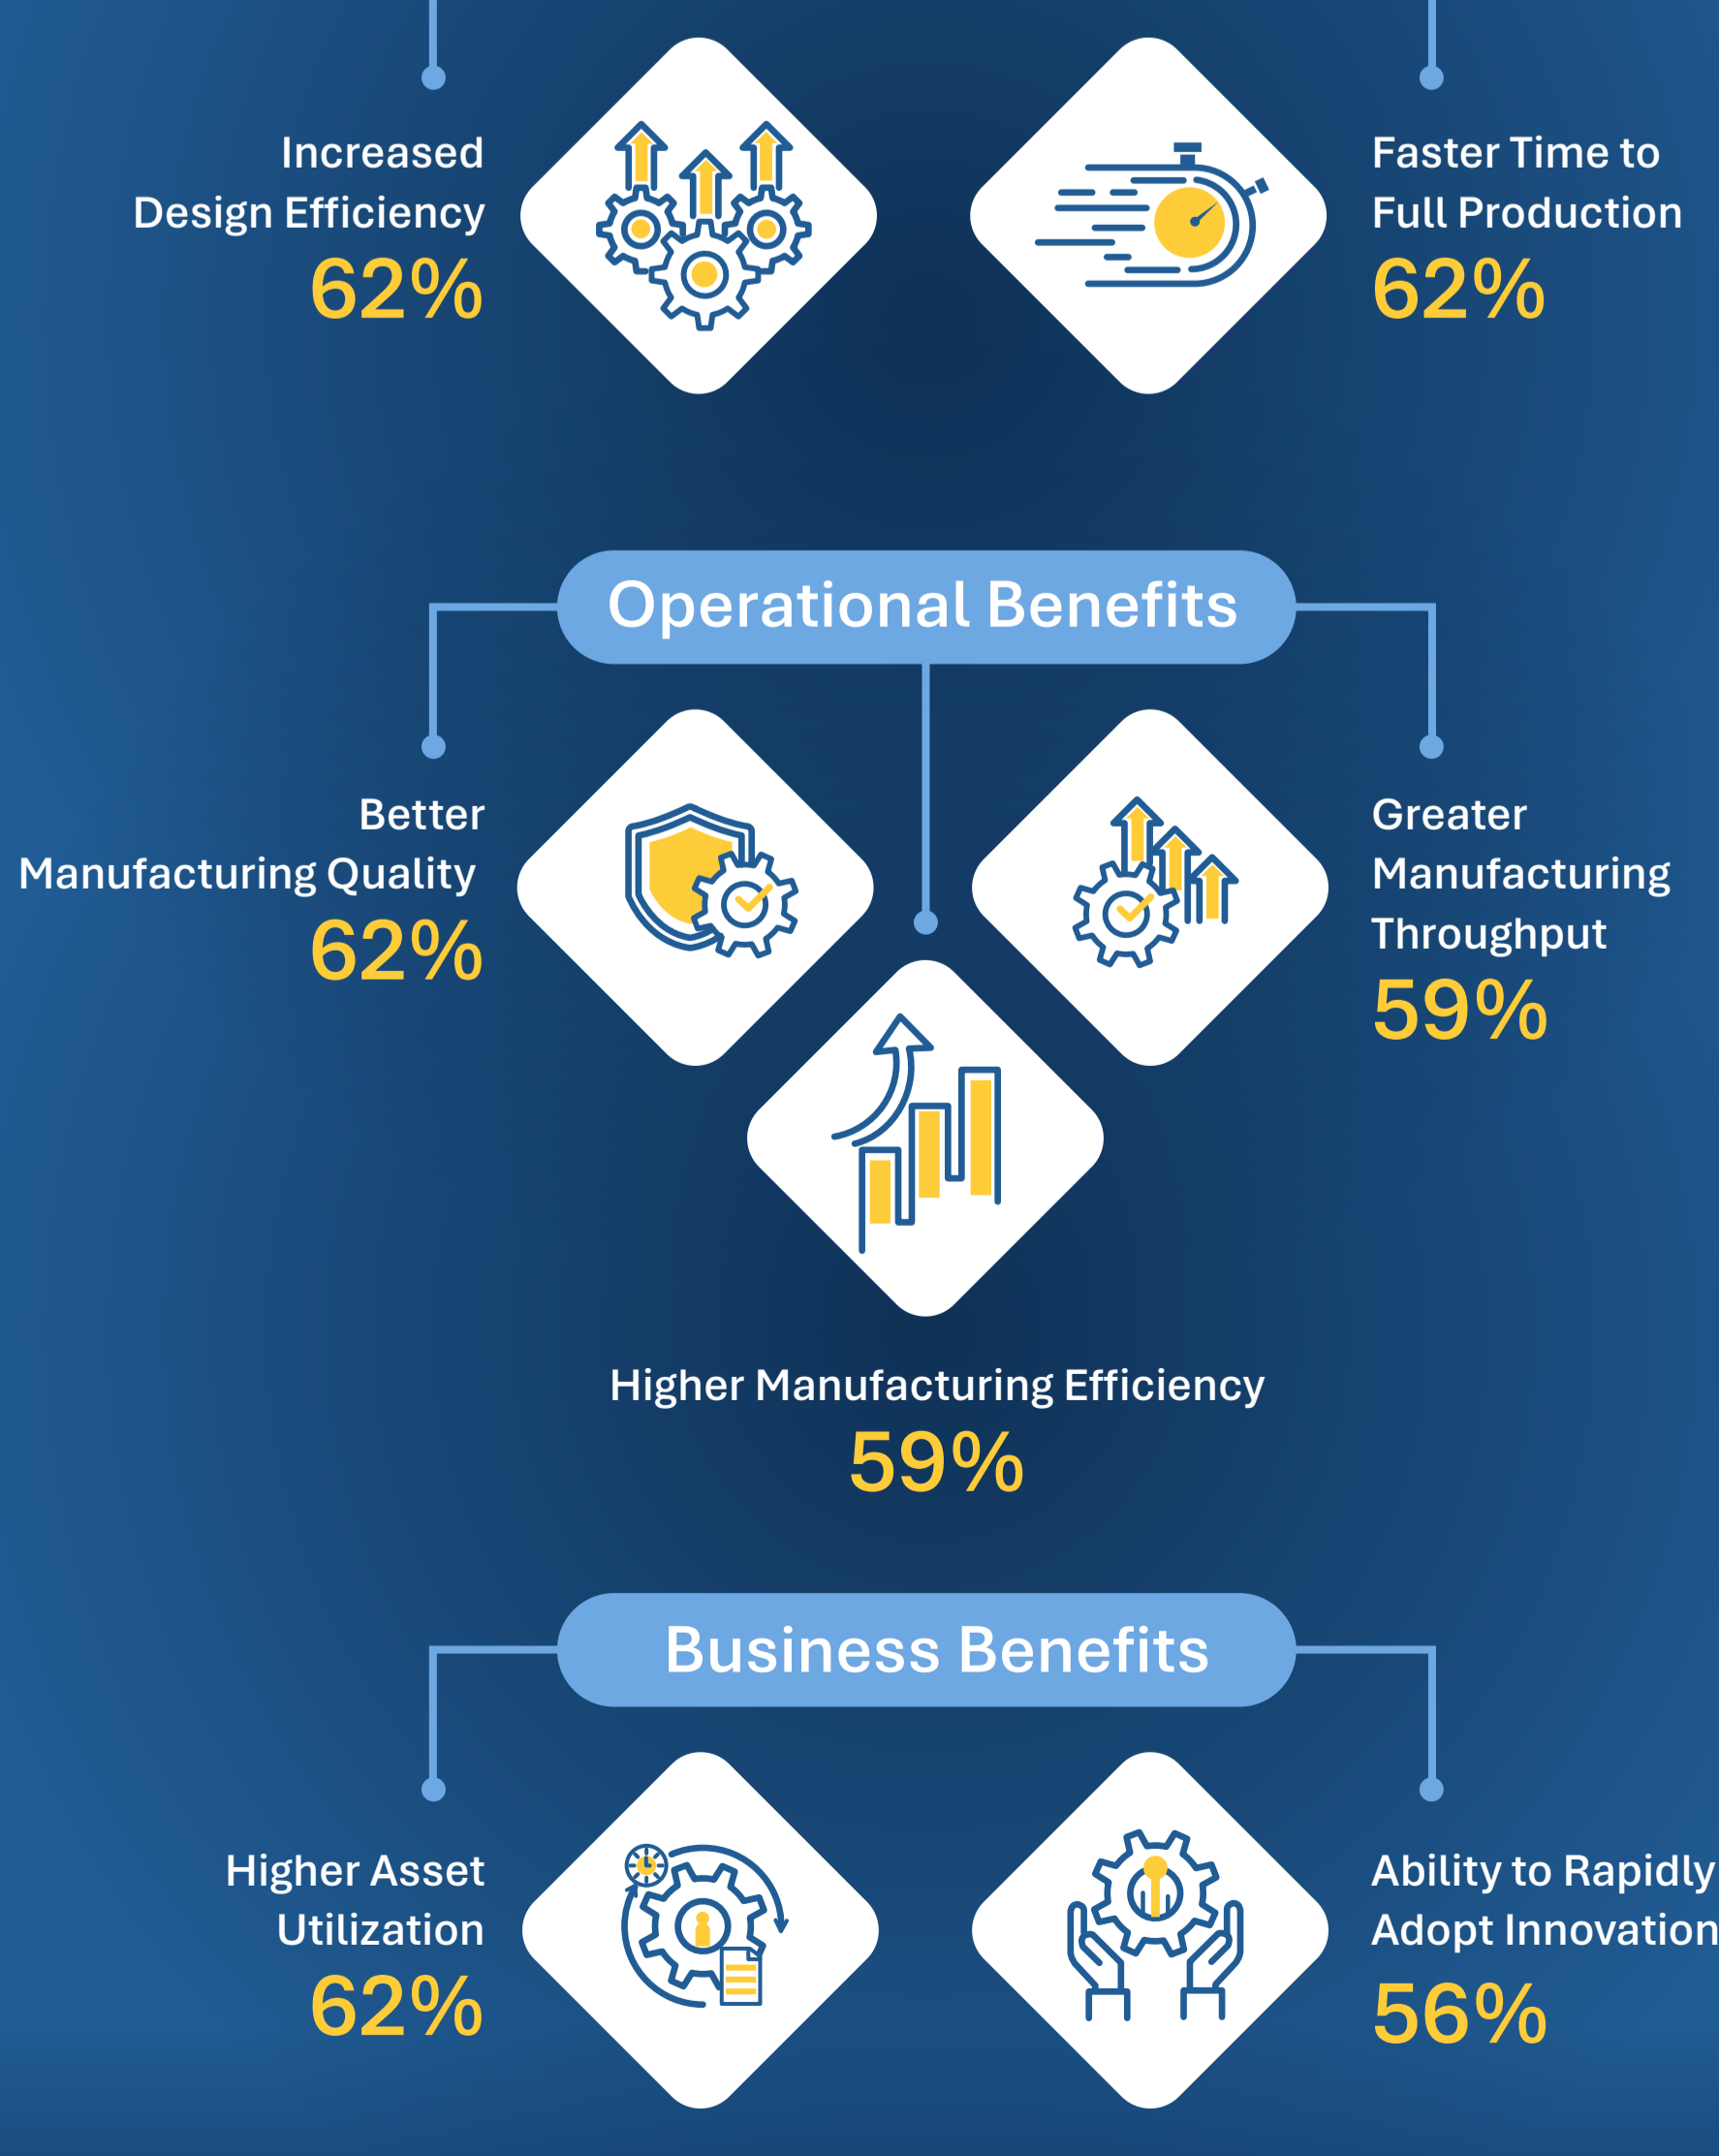 Increased
Design Efficiency
62%
Faster Time to
Full Production
62%
Operational Benefits
Better
Manufacturing Quality
62%
Greater
Manufacturing
Throughput
59%
Higher Manufacturing Efficiency
59%
Business Benefits
Higher Asset
Utilization
62%
Ability to Rapidly
Adopt Innovation
56%